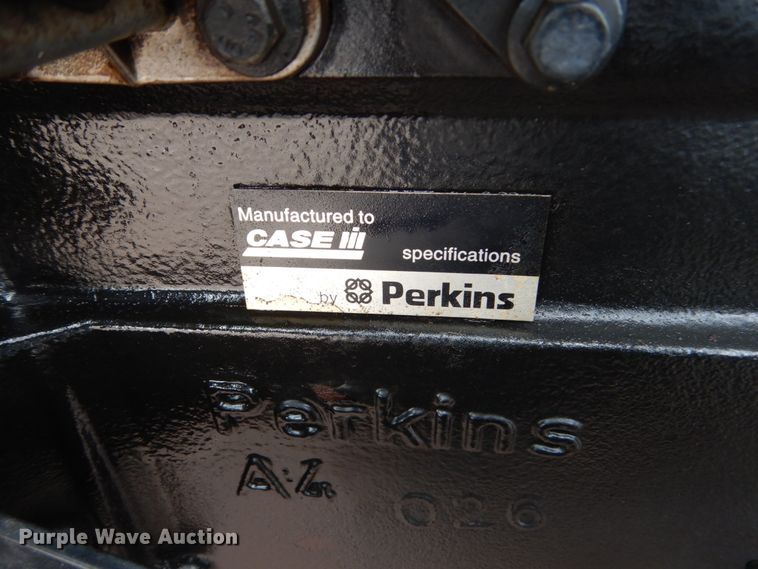 Manufactured to
CASE IH
specifications
by Perkins
Perkins
A4
026
Purple Wave Auction